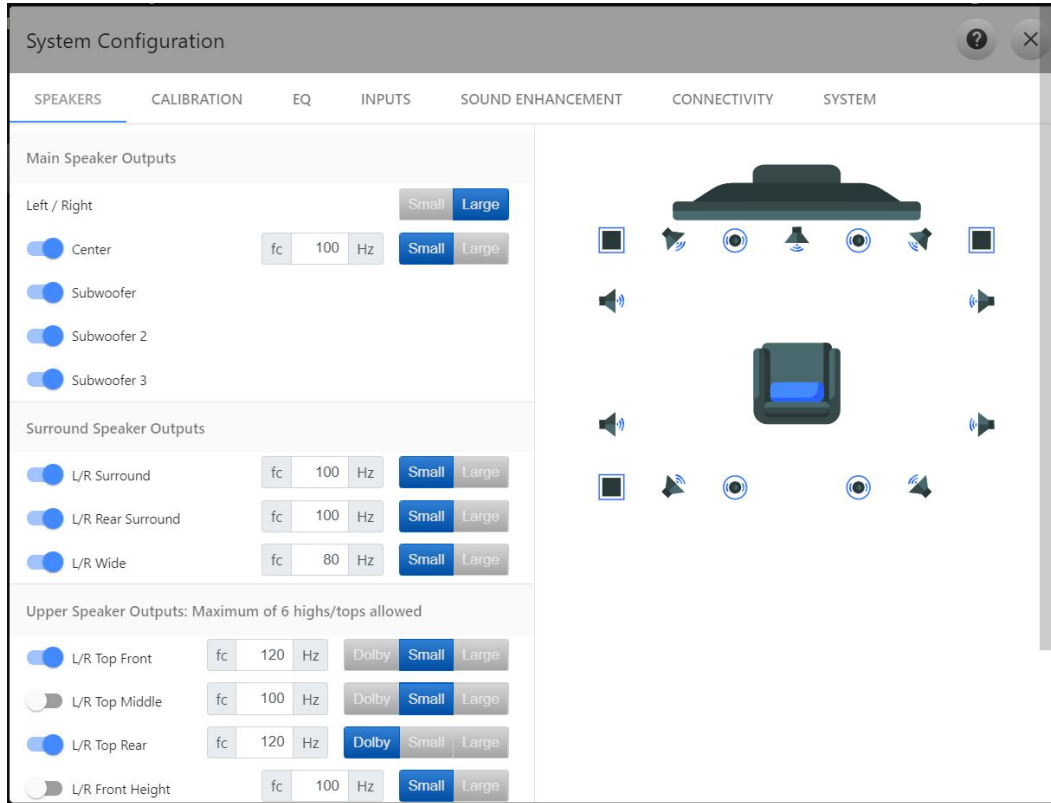 System Configuration
SPEAKERS CALIBRATION EQ INPUTS SOUND ENHANCEMENT CONNECTIVITY SYSTEM
Main Speaker Outputs
Left / Right Small Large
Center fc 100 Hz Small Large
Subwoofer
Subwoofer 2
Subwoofer 3
Surround Speaker Outputs
L/R Surround fc 100 Hz Small Large
L/R Rear Surround fc 100 Hz Small Large
L/R Wide fc 80 Hz Small Large
Upper Speaker Outputs: Maximum of 6 highs/tops allowed
L/R Top Front fc 120 Hz Dolby Small Large
L/R Top Middle fc 100 Hz Dolby Small Large
L/R Top Rear fc 120 Hz Dolby Small Large
L/R Front Height fc 100 Hz Small Large